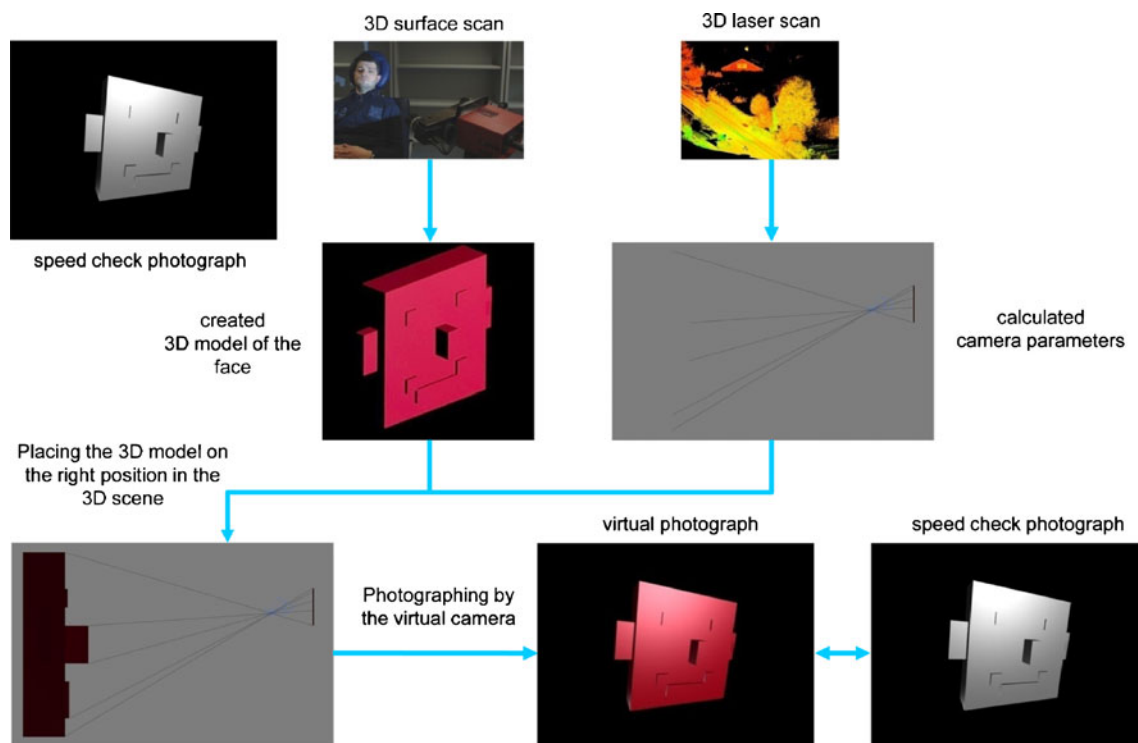 3D surface scan
3D laser scan
speed check photograph
created
3D model of the
face
calculated
camera parameters
Placing the 3D model on
the right position in the
3D scene
virtual photograph
speed check photograph
Photographing by
the virtual camera